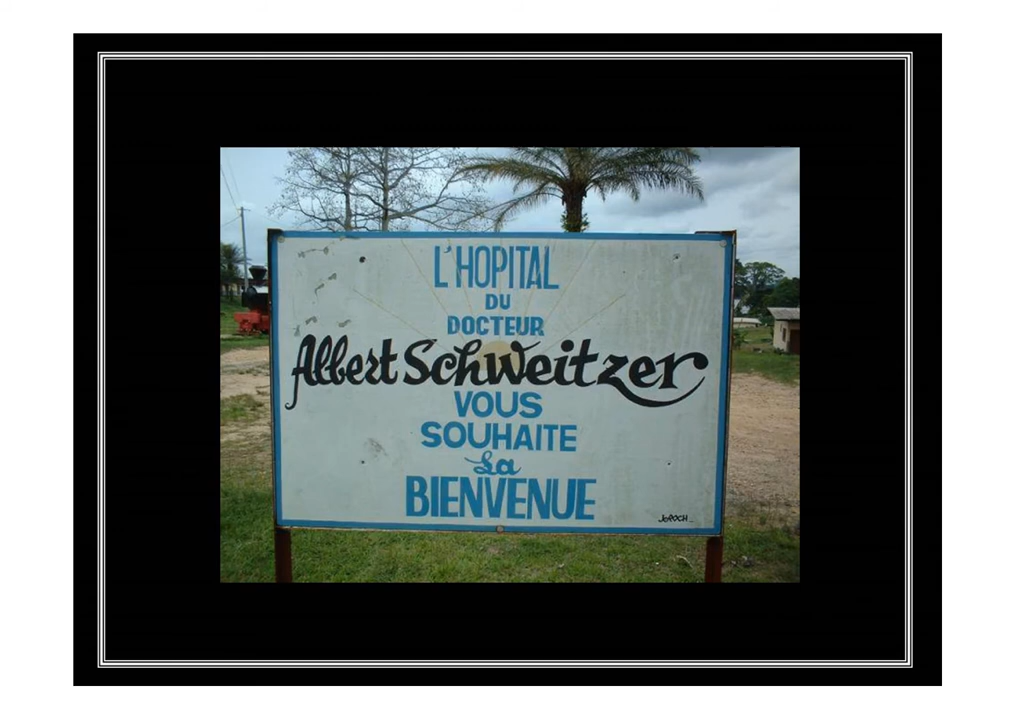 L'HOPITAL
DU
DOCTEUR
Albert Schweitzer
VOUS
SOUHAITE
La
BIENVENUE